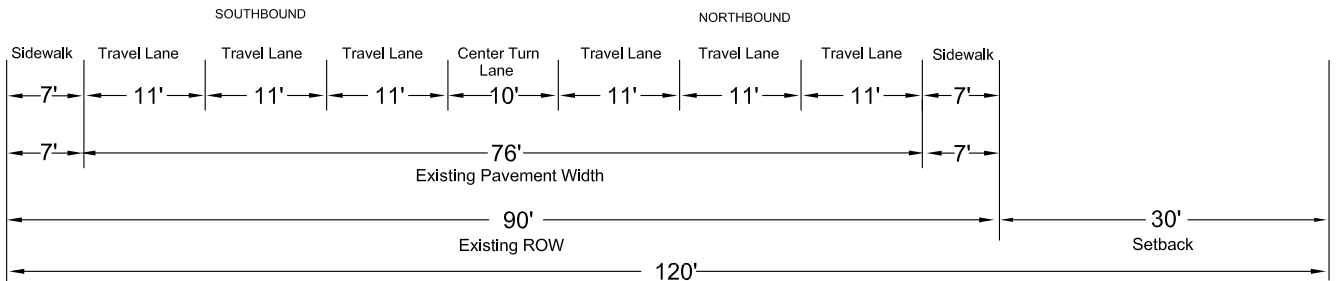 SOUTHBOUND NORTHBOUND
Sidewalk Travel Lane Travel Lane Travel Lane Center Turn Travel Lane Travel Lane Travel Lane Sidewalk
Lane
7' 11' 11' 11' 10' 11' 11' 11' 7'
7' 76' 7'
Existing Pavement Width
90' 30'
Existing ROW Setback
120'